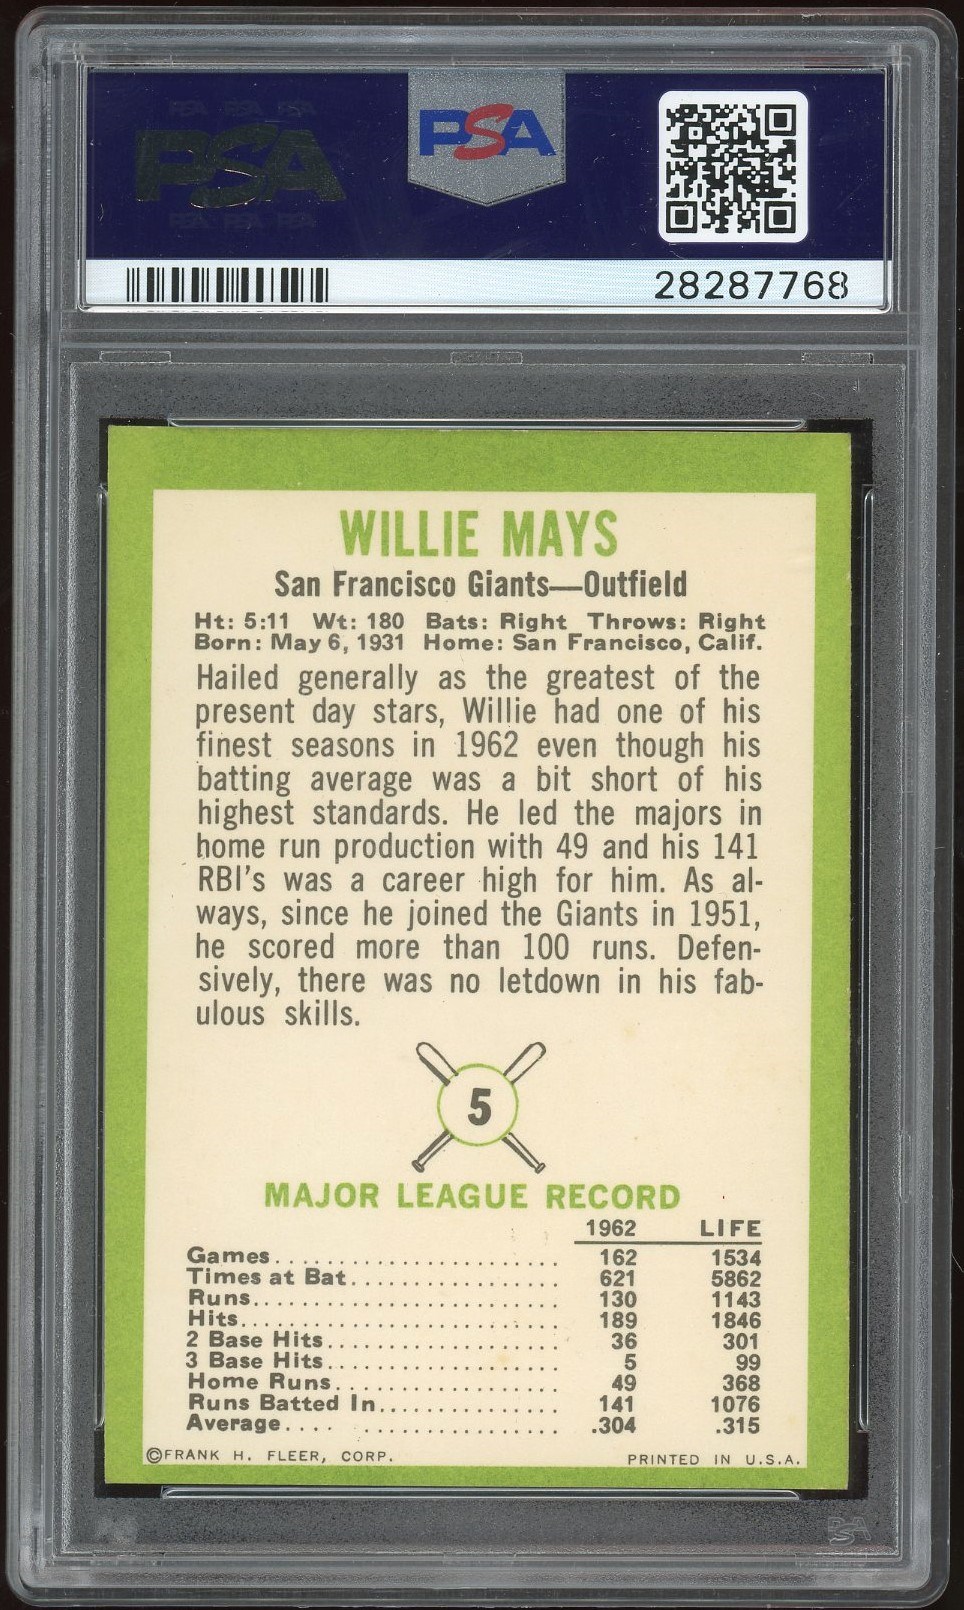 PSA PSA PSA
PSA
PSA PSA PSA
PSA
28287768
WILLIE MAYS
San Francisco Giants—Outfield
Ht: 5:11 Wt: 180 Bats: Right Throws: Right
Born: May 6, 1931 Home: San Francisco, Calif.
Hailed generally as the greatest of the
present day stars, Willie had one of his
finest seasons in 1962 even though his
batting average was a bit short of his
highest standards. He led the majors in
home run production with 49 and his 141
RBI's was a career high for him. As al-
ways, since he joined the Giants in 1951,
he scored more than 100 runs. Defen-
sively, there was no letdown in his fab-
ulous skills.
5
MAJOR LEAGUE RECORD
1962 LIFE
Games........................ 162 1534
Times at Bat................. 621 5862
Runs......................... 130 1143
Hits......................... 189 1846
2 Base Hits.................. 36 301
3 Base Hits.................. 5 99
Home Runs.................... 49 368
Runs Batted In............... 141 1076
Average.... ................. .304 .315
©FRANK H. FLEER, CORP. PRINTED IN U.S.A.
PSA